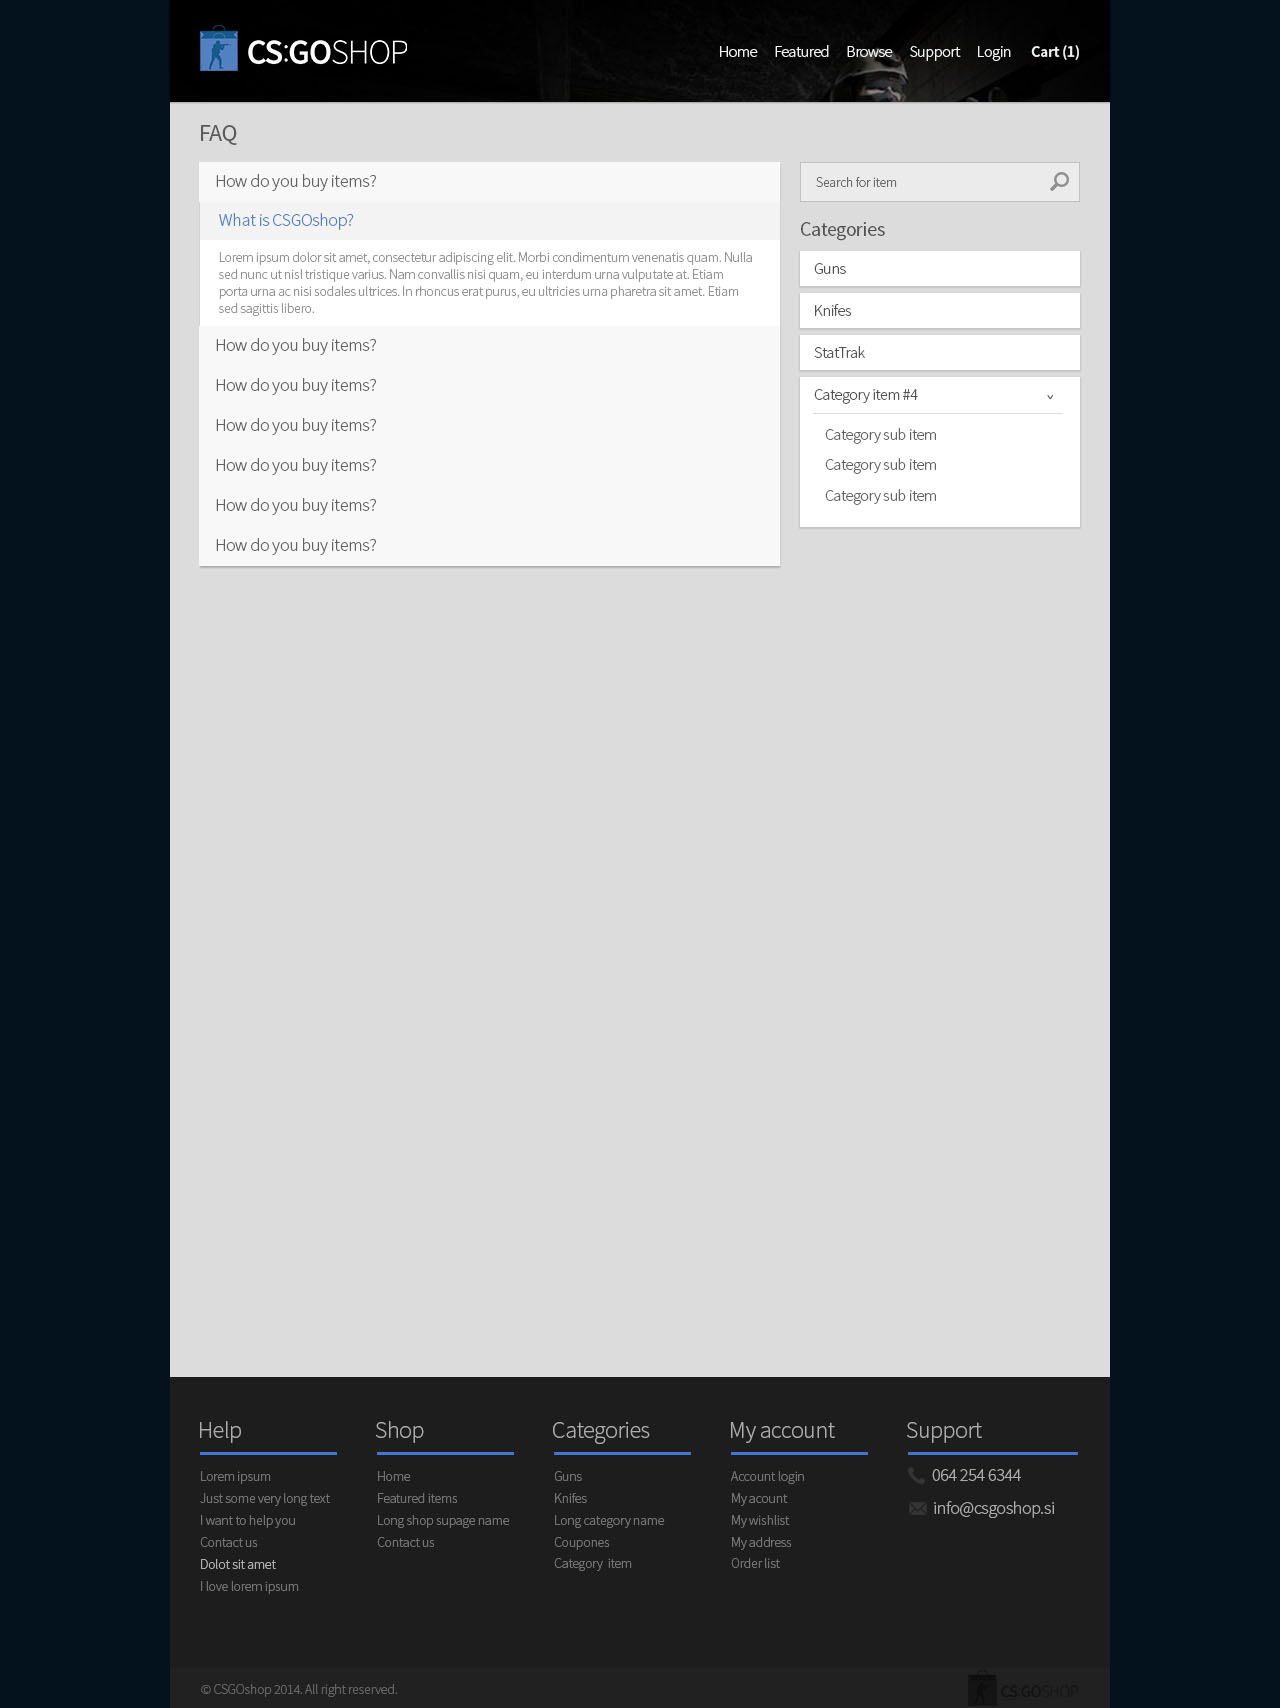 CS:GOSHOP
Home Featured Browse Support Login Cart (1)
FAQ
How do you buy items?
What is CSGOshop?
Lorem ipsum dolor sit amet, consectetur adipiscing elit. Morbi condimentum venenatis quam. Nulla
sed nunc ut nisl tristique varius. Nam convallis nisi quam, eu interdum urna vulputate at. Etiam
porta urna ac nisi sodales ultrices. In rhoncus erat purus, eu ultricies urna pharetra sit amet. Etiam
sed sagittis libero.
How do you buy items?
How do you buy items?
How do you buy items?
How do you buy items?
How do you buy items?
How do you buy items?
Search for item
Categories
Guns
Knifes
StatTrak
Category item #4
Category sub item
Category sub item
Category sub item
Help
Lorem ipsum
Just some very long text
I want to help you
Contact us
Dolot sit amet
I love lorem ipsum
Shop
Home
Featured items
Long shop supage name
Contact us
Categories
Guns
Knifes
Long category name
Coupones
Category item
My account
Account login
My acount
My wishlist
My address
Order list
Support
064 254 6344
info@csgoshop.si
© CSGOshop 2014. All right reserved.
CS:GOSHOP